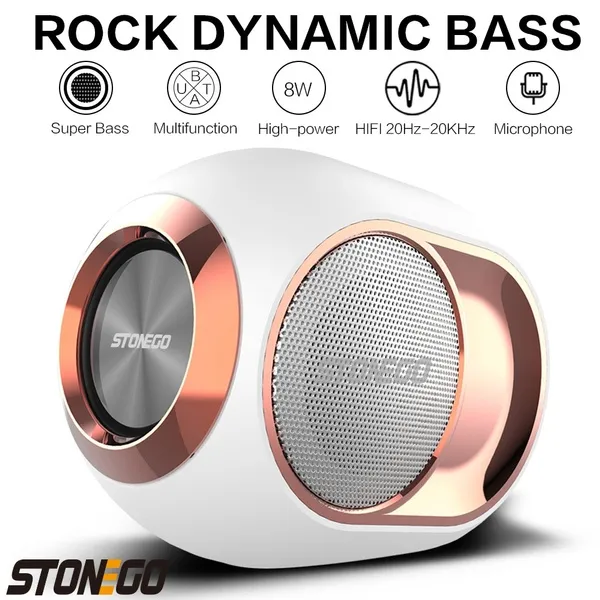 ROCK DYNAMIC BASS
B
U T
A
8W
Super Bass
Multifunction
High-power
HIFI 20Hz-20KHz
Microphone
STONEGO
STONEGO
STONEGO